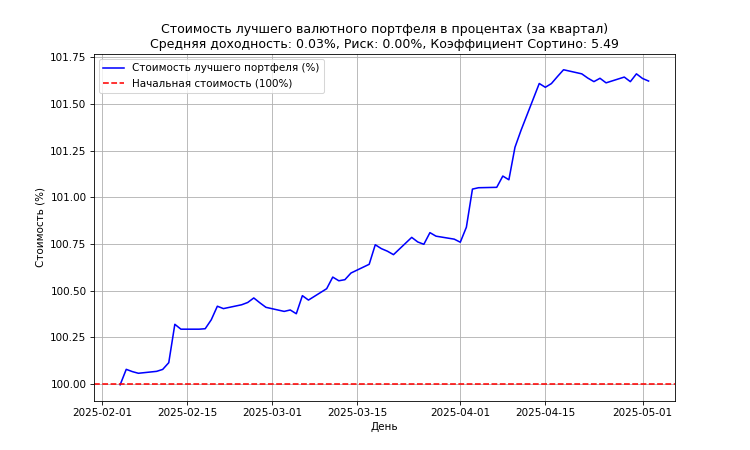 Стоимость лучшего валютного портфеля в процентах (за квартал)
Средняя доходность: 0.03%, Риск: 0.00%, Коэффициент Сортино: 5.49
Стоимость лучшего портфеля (%)
Начальная стоимость (100%)
Стоимость (%)
101.75
101.50
101.25
101.00
100.75
100.50
100.25
100.00
2025-02-01 2025-02-15 2025-03-01 2025-03-15 2025-04-01 2025-04-15 2025-05-01
День